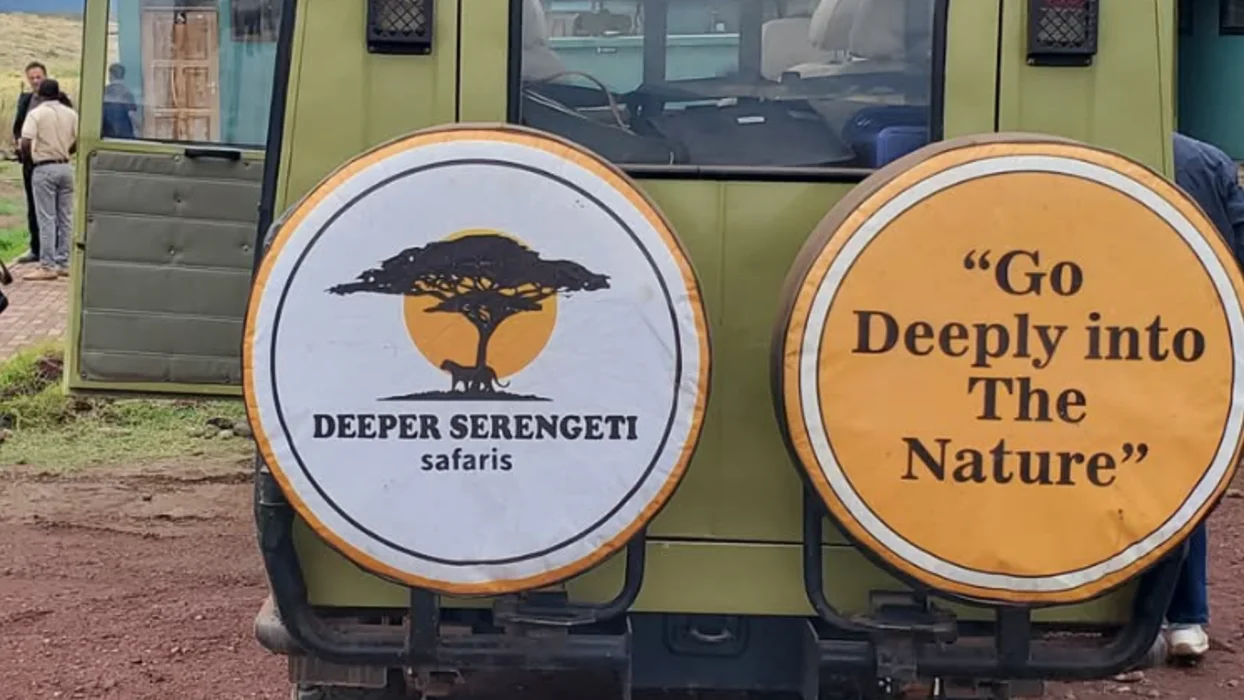 DEEPER SERENGETI
safaris
“Go
Deeply into
The
Nature”